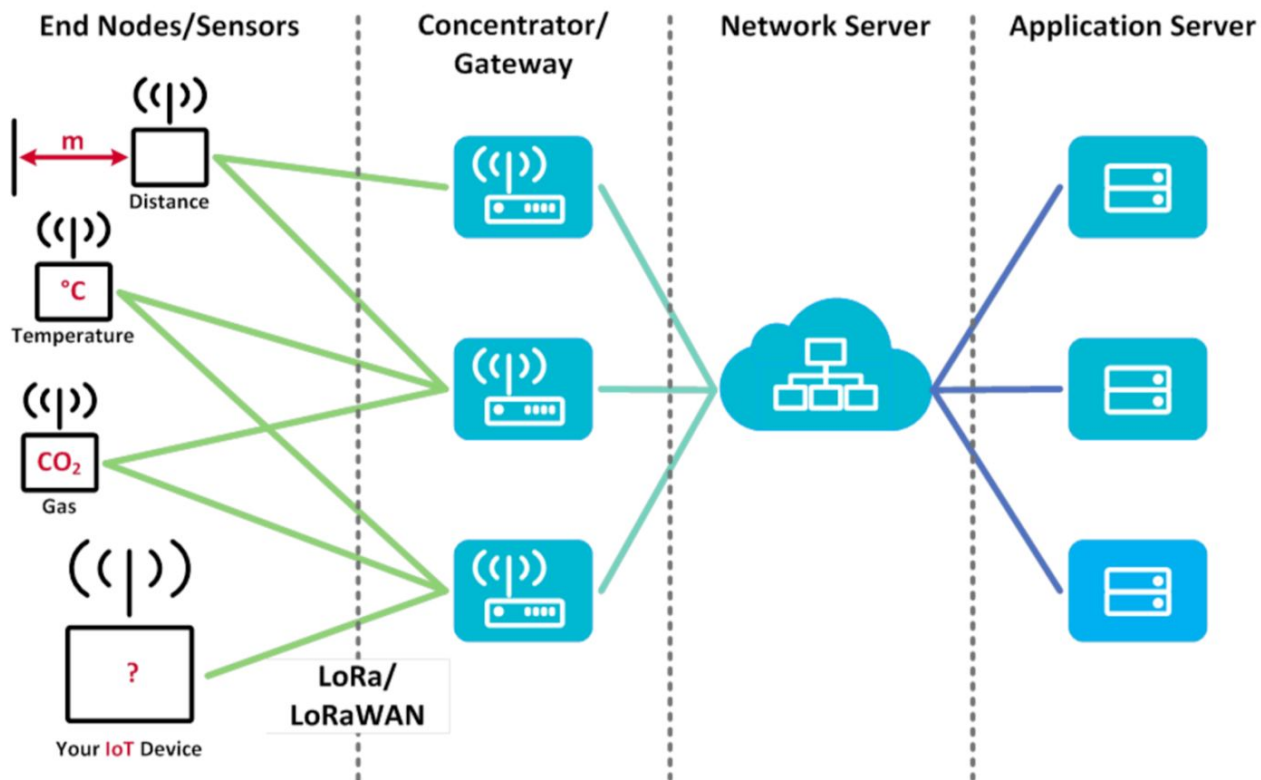 End Nodes/Sensors
Concentrator/
Gateway
Network Server
Application Server
m
Distance
°C
Temperature
CO₂
Gas
?
Your IoT Device
LoRa/
LoRaWAN